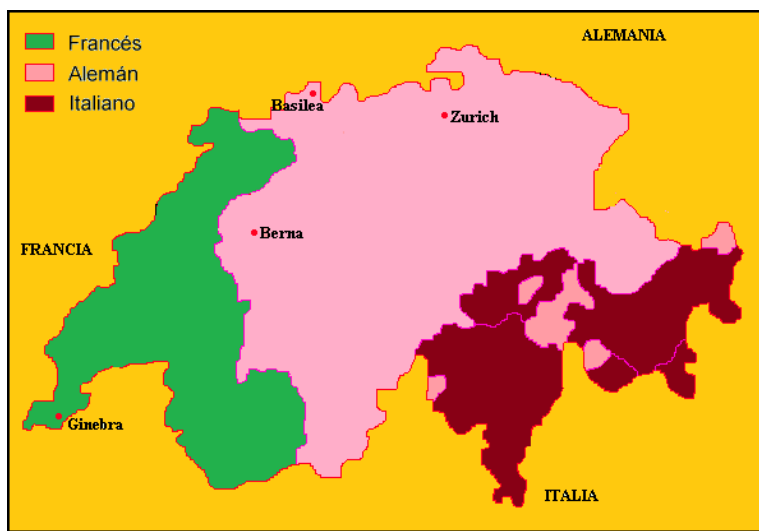 Francés
Alemán
Italiano
ALEMANIA
Basilea
Zurich
Berna
FRANCIA
Ginebra
ITALIA